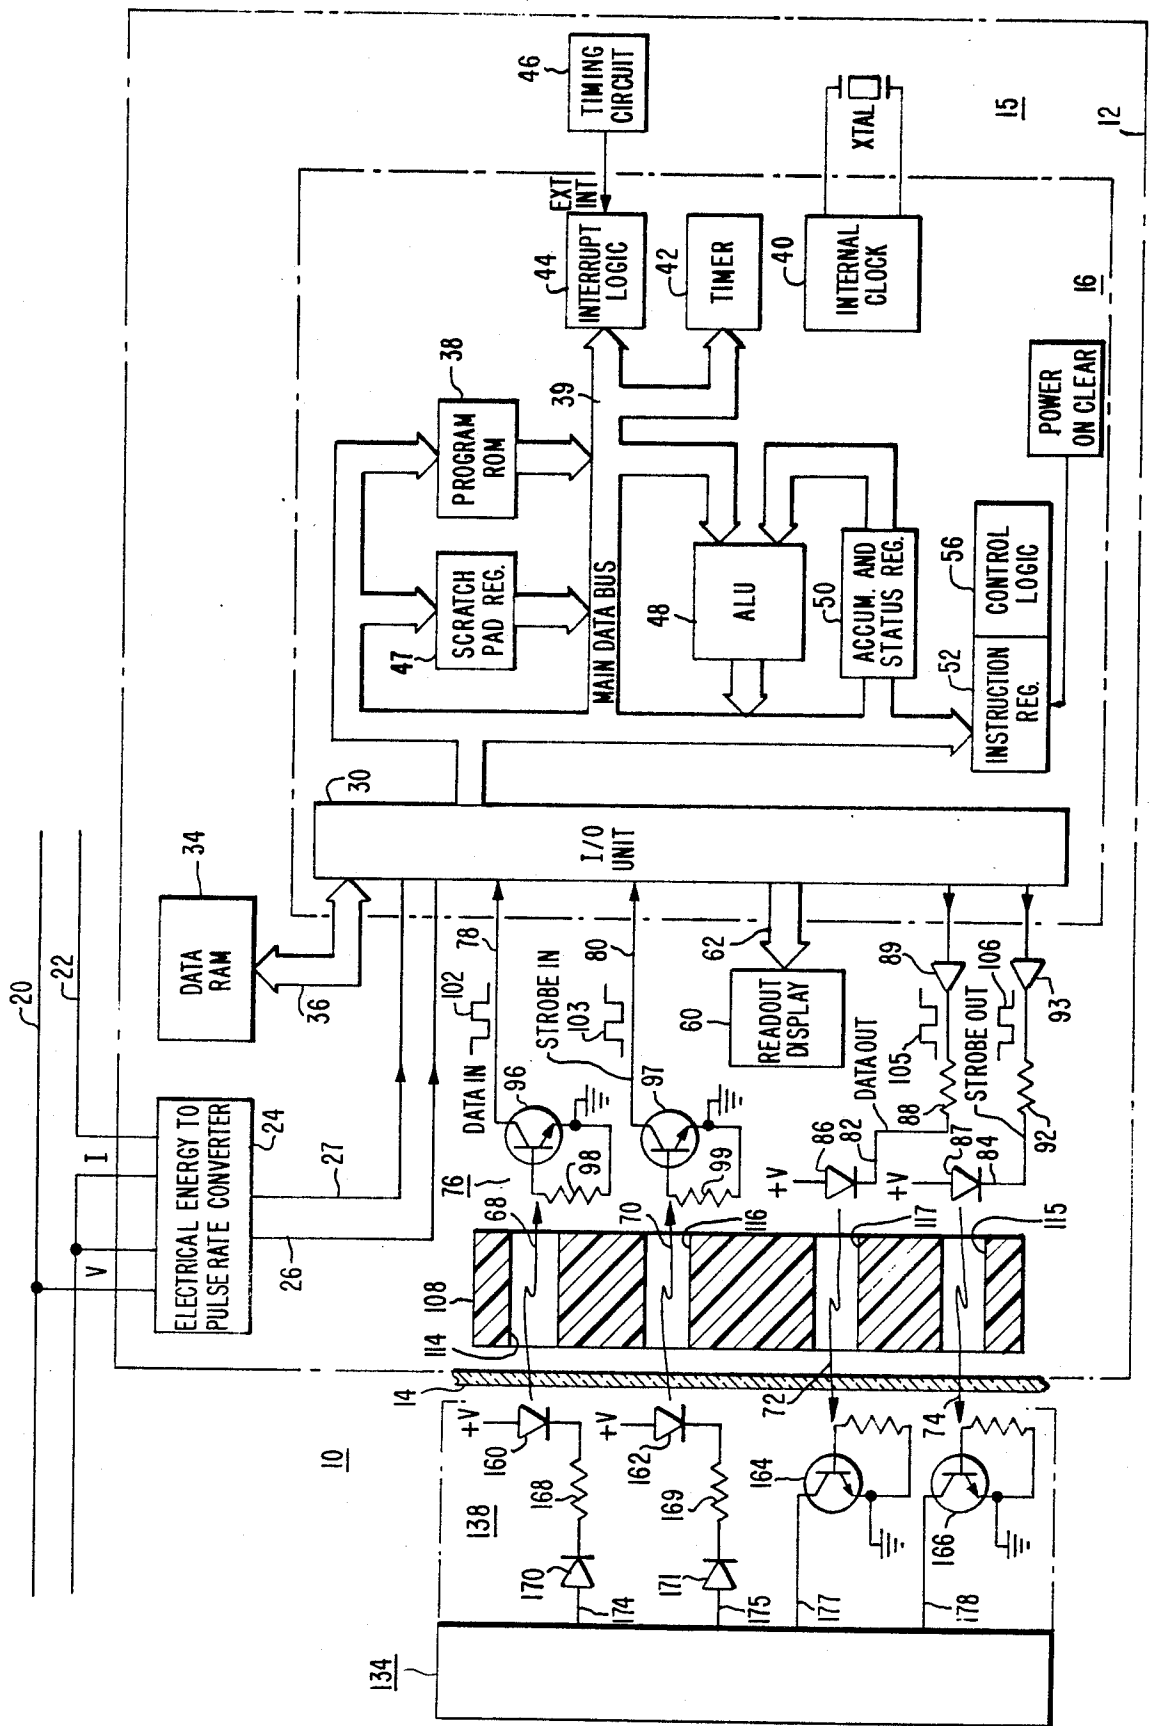 20
22
I
V
ELECTRICAL ENERGY TO
PULSE RATE CONVERTER
24
26
27
DATA
RAM
34
36
30
I/O
UNIT
SCRATCH
PAD REG.
47
PROGRAM
ROM
38
39
MAIN DATA BUS
EXT
INT
INTERRUPT
LOGIC
44
TIMING
CIRCUIT
46
TIMER
42
INTERNAL
CLOCK
40
XTAL
15
12
16
ALU
48
ACCUM. AND
STATUS REG.
50
INSTRUCTION
REG.
52
CONTROL
LOGIC
56
POWER
ON CLEAR
10
14
108
114
68
76
DATA IN
96
98
102
78
STROBE IN
70
116
97
99
103
80
READOUT
DISPLAY
60
62
+V
86
82
DATA OUT
88
105
89
117
+V
87
84
STROBE OUT
92
106
93
115
72
74
134
138
+V
160
168
170
174
+V
162
169
171
175
164
177
166
178